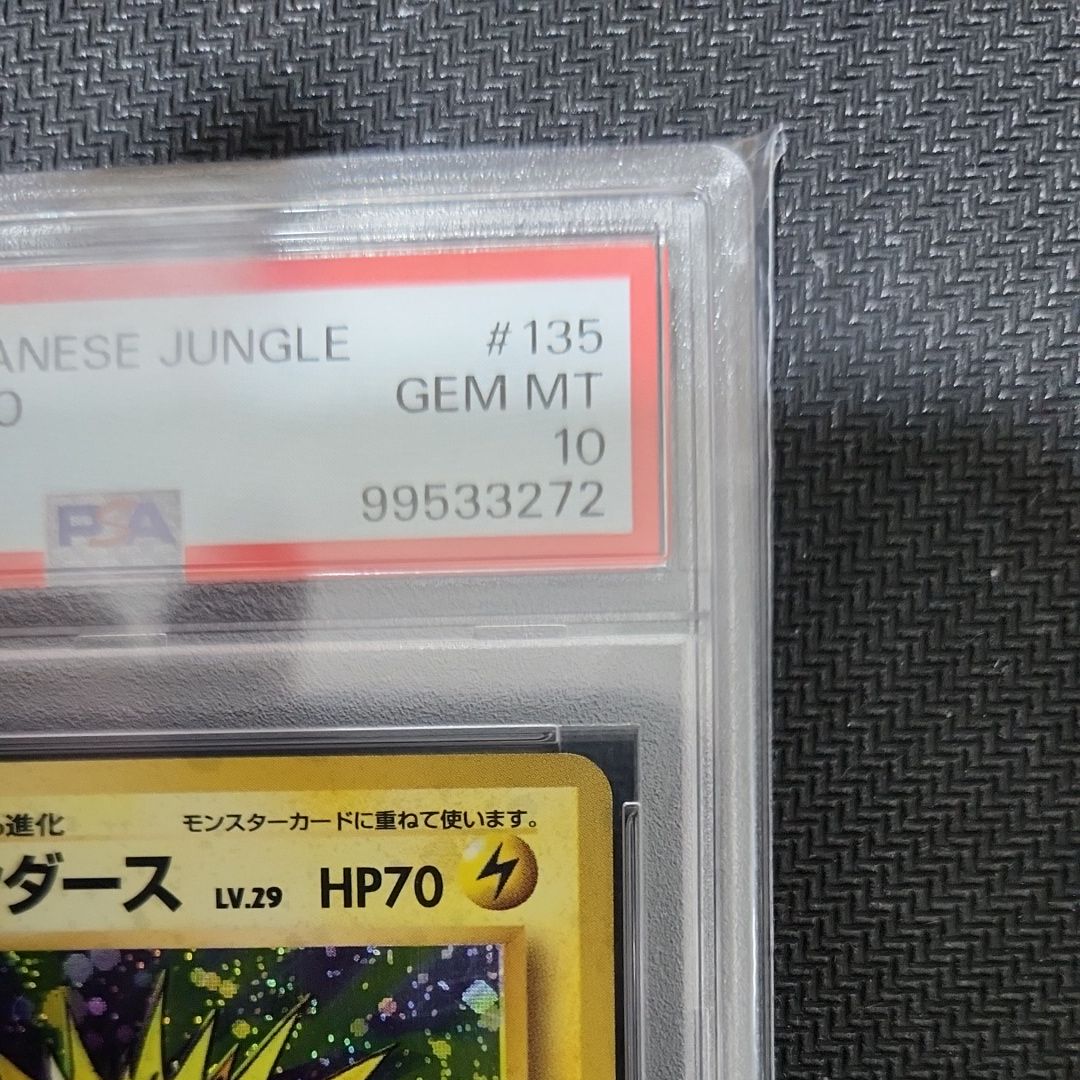 ANESE JUNGLE #135
O GEM MT
10
99533272
PSA
進化 モンスターカードに重ねて使います。
ダース LV.29 HP70